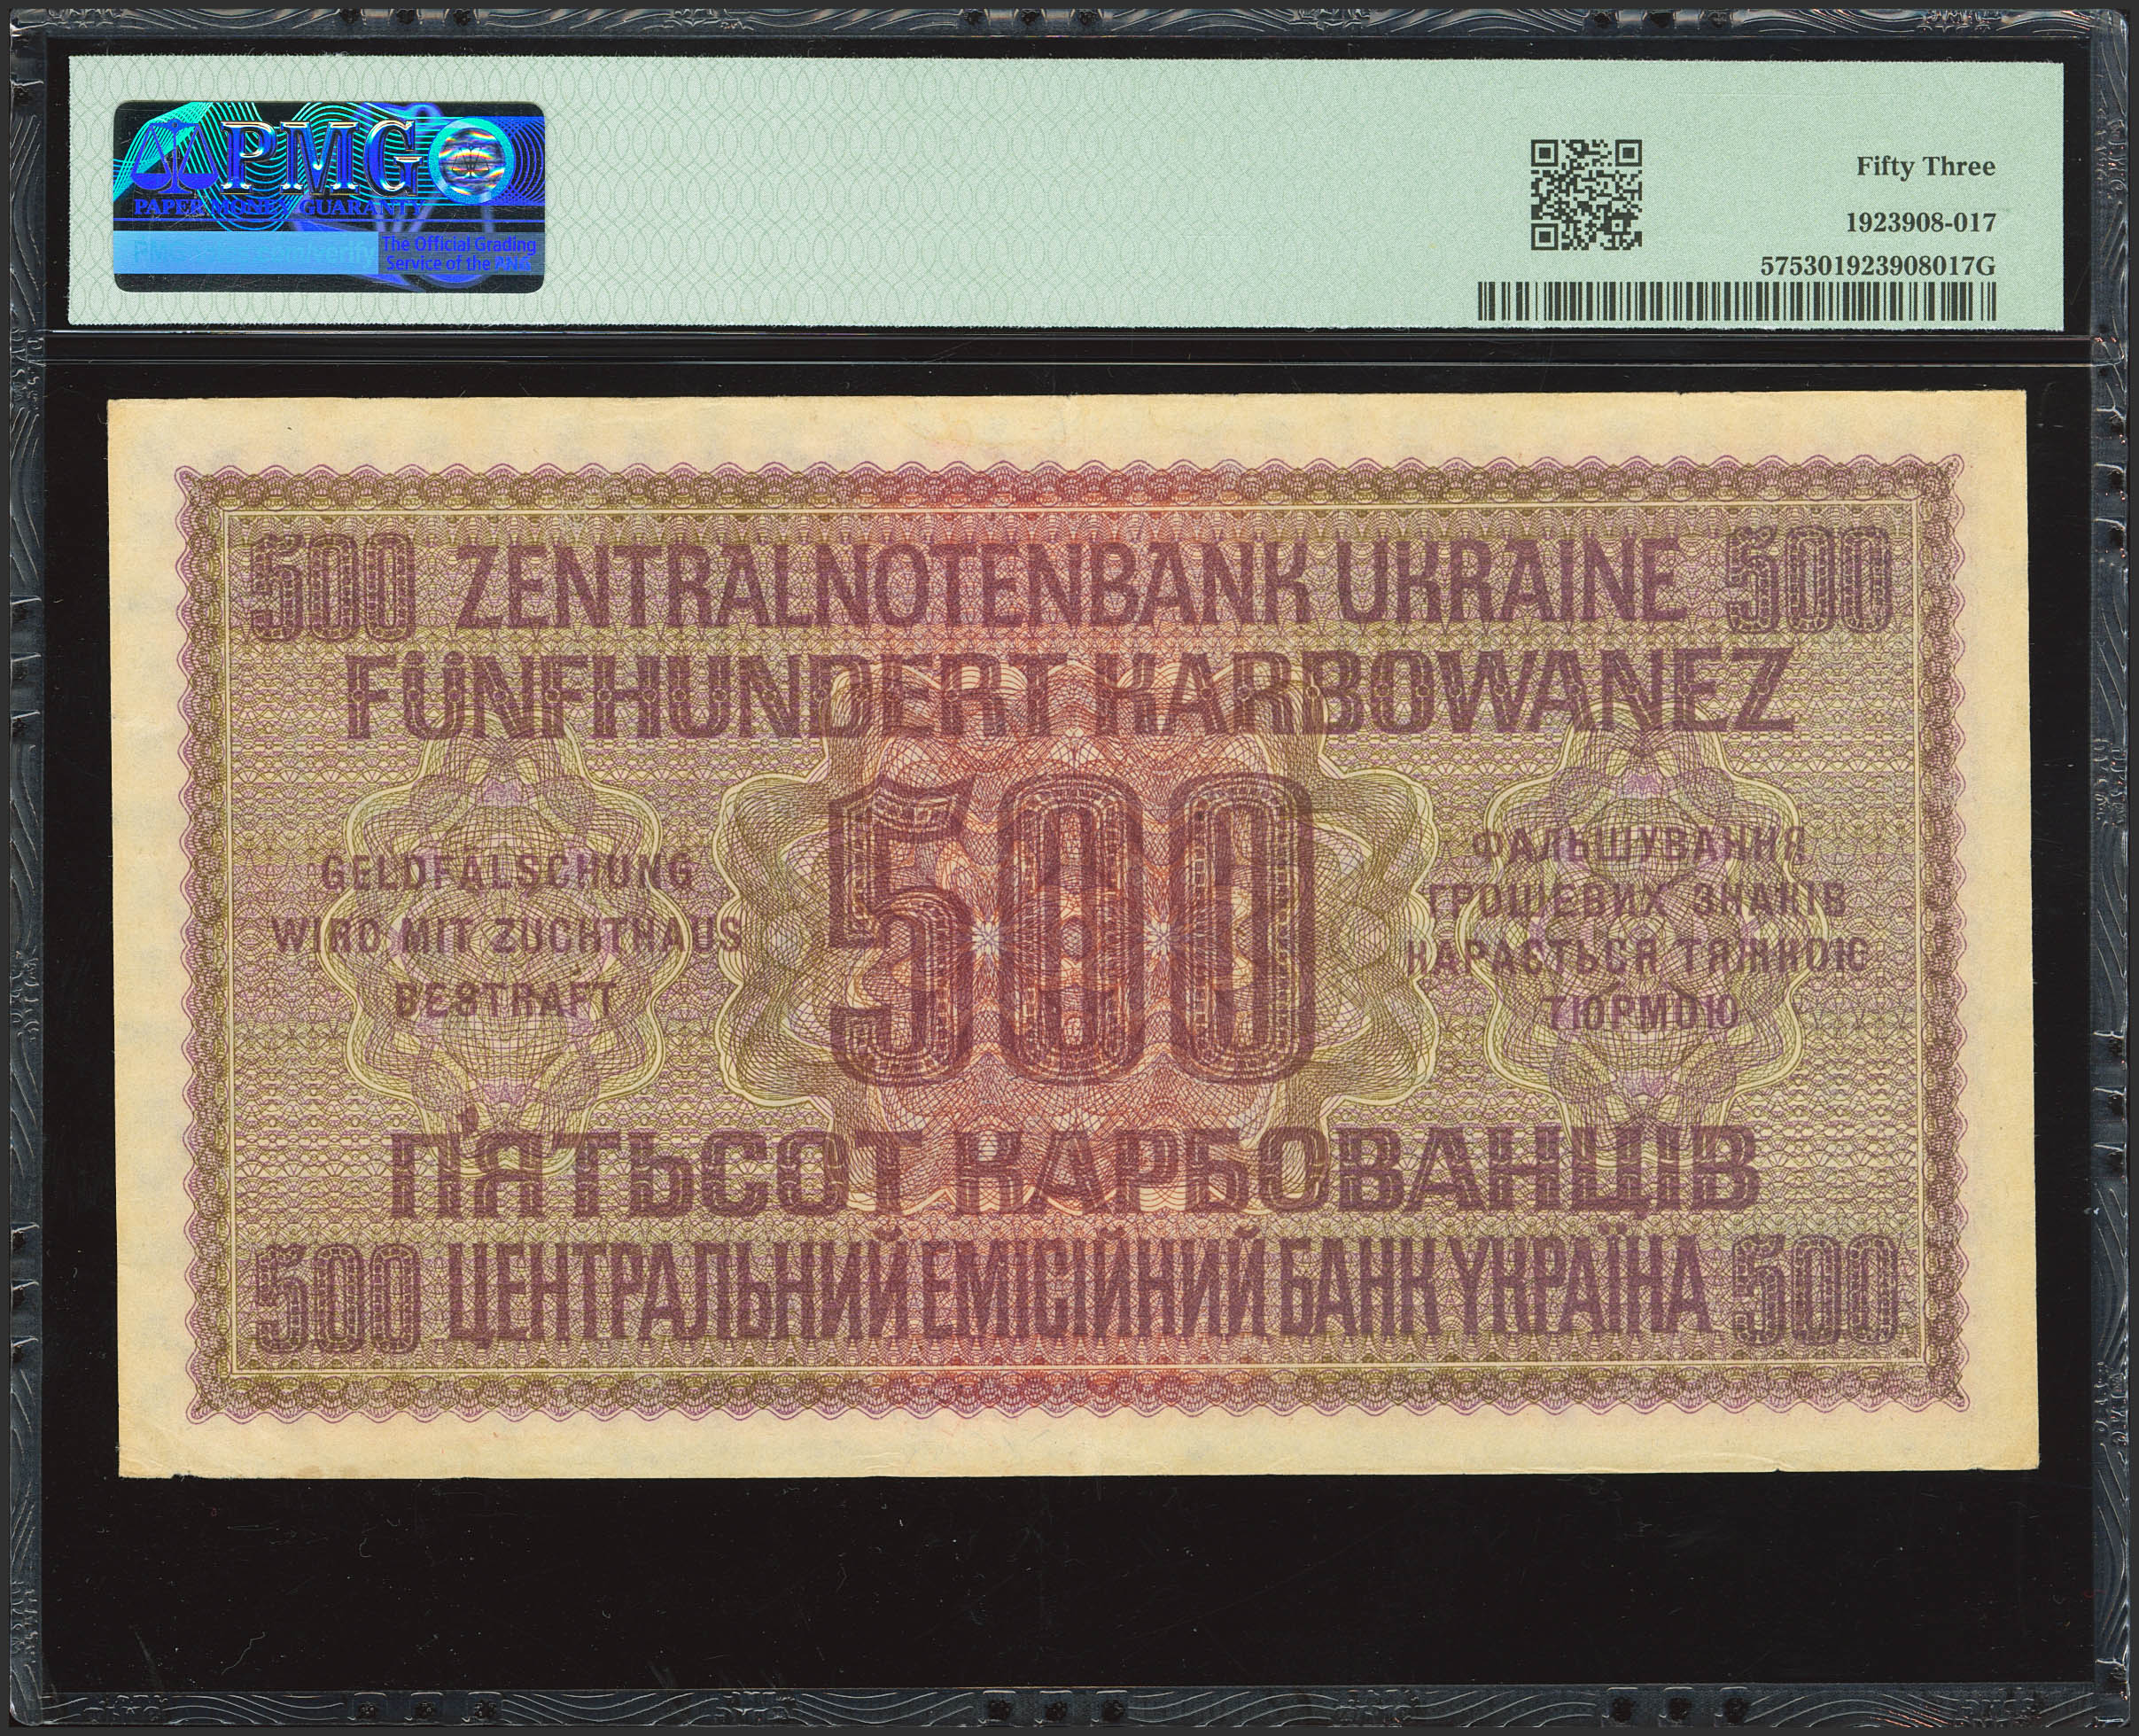 PMG
PAPER MONEY GUARANTY
The Official Grading
Service of the PNG
Fifty Three
1923908-017
575301923908017G
500 ZENTRALNOTENBANK UKRAINE 500
FÜNFHUNDERT KARBOWANEZ
500
GELDFÄLSCHUNG
WIRD MIT ZUCHTHAUS
BESTRAFT
ФАЛЬШУВАННЯ
ГРОШЕВИХ ЗНАКІВ
КАРАЄТЬСЯ ТЯЖКОЮ
ТЮРМОЮ
П'ЯТЬСОТ КАРБОВАНЦІВ
500 ЦЕНТРАЛЬНИЙ ЕМІСІЙНИЙ БАНК УКРАЇНА 500